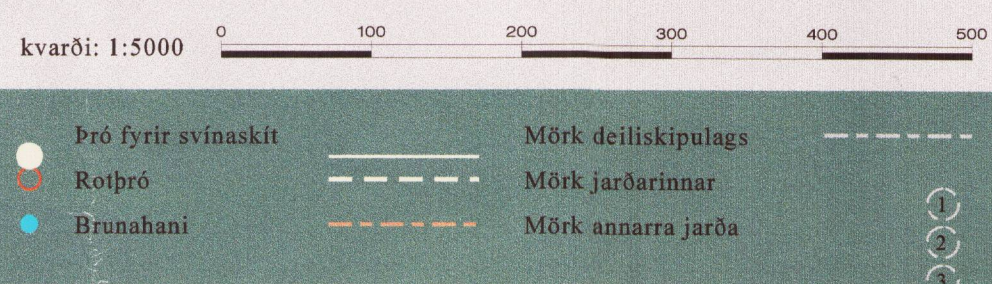 kvarði: 1:5000 0 100 200 300 400 500
Þró fyrir svínaskít
Rotþró
Brunahani
Mörk deiliskipulags
Mörk jarðarinnar
Mörk annarra jarða
1
2
3